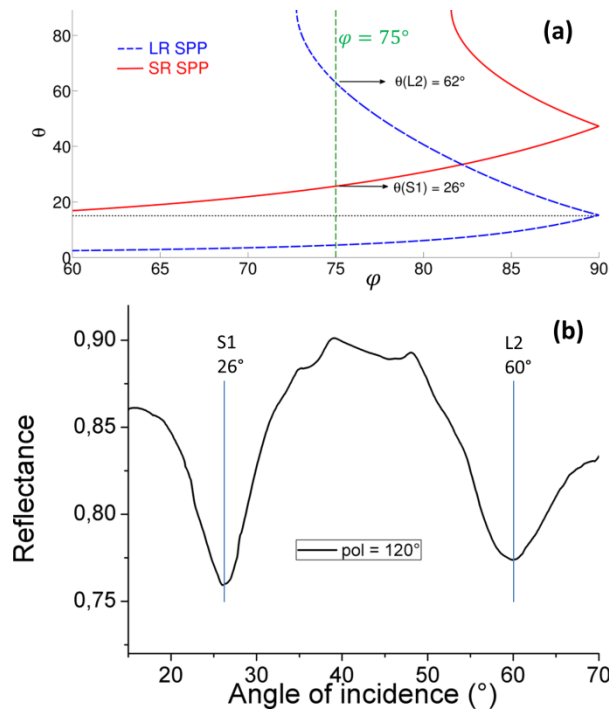 (a)
LR SPP
SR SPP
φ = 75°
θ(L2) = 62°
θ(S1) = 26°
θ
80
60
40
20
0
60 65 70 75 80 85 90
φ
(b)
S1
26°
L2
60°
0,90
0,85
0,80
0,75
Reflectance
pol = 120°
20 30 40 50 60 70
Angle of incidence (°)